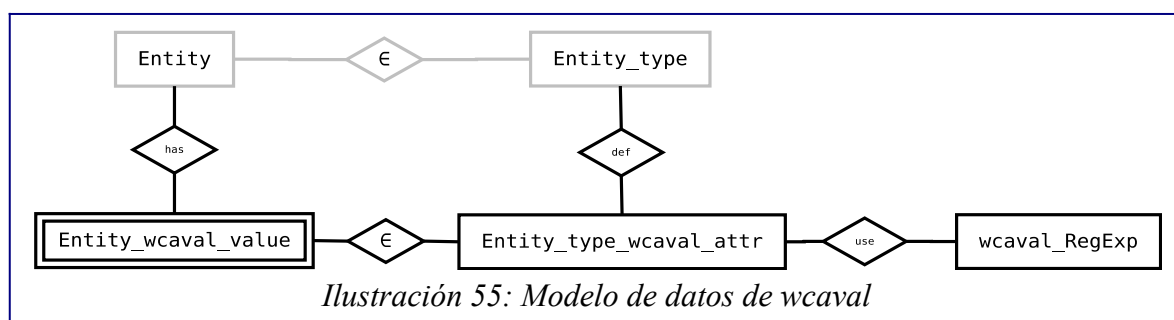 Entity ∈ Entity_type
has def
Entity_wcaval_value ∈ Entity_type_wcaval_attr use wcaval_RegExp
Ilustración 55: Modelo de datos de wcaval